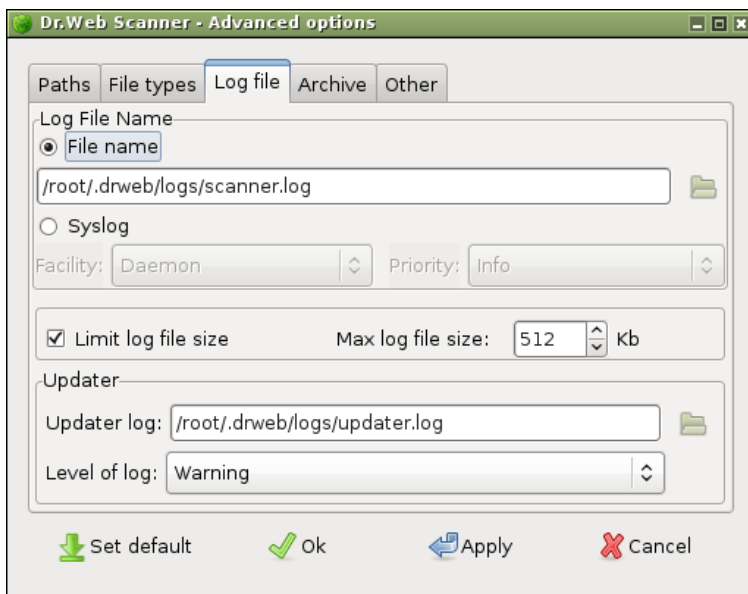 Dr.Web Scanner - Advanced options
Paths File types Log file Archive Other
Log File Name
File name
/root/.drweb/logs/scanner.log
Syslog
Facility: Daemon Priority: Info
Limit log file size Max log file size: 512 Kb
Updater
Updater log: /root/.drweb/logs/updater.log
Level of log: Warning
Set default Ok Apply Cancel